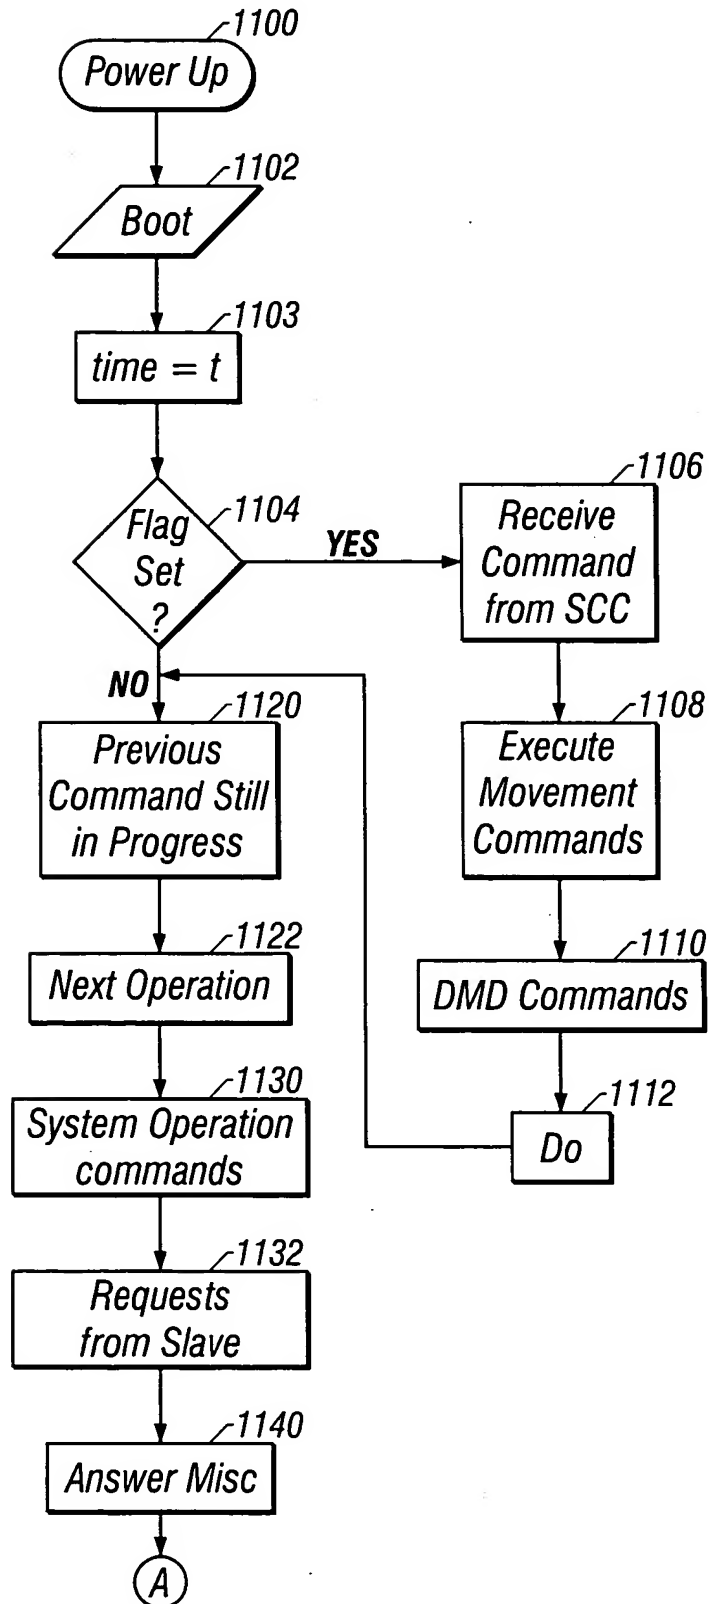 1100
Power Up
1102
Boot
1103
time = t
1104
Flag
Set
?
YES
NO
1106
Receive
Command
from SCC
1108
Execute
Movement
Commands
1110
DMD Commands
1112
Do
1120
Previous
Command Still
in Progress
1122
Next Operation
1130
System Operation
commands
1132
Requests
from Slave
1140
Answer Misc
A